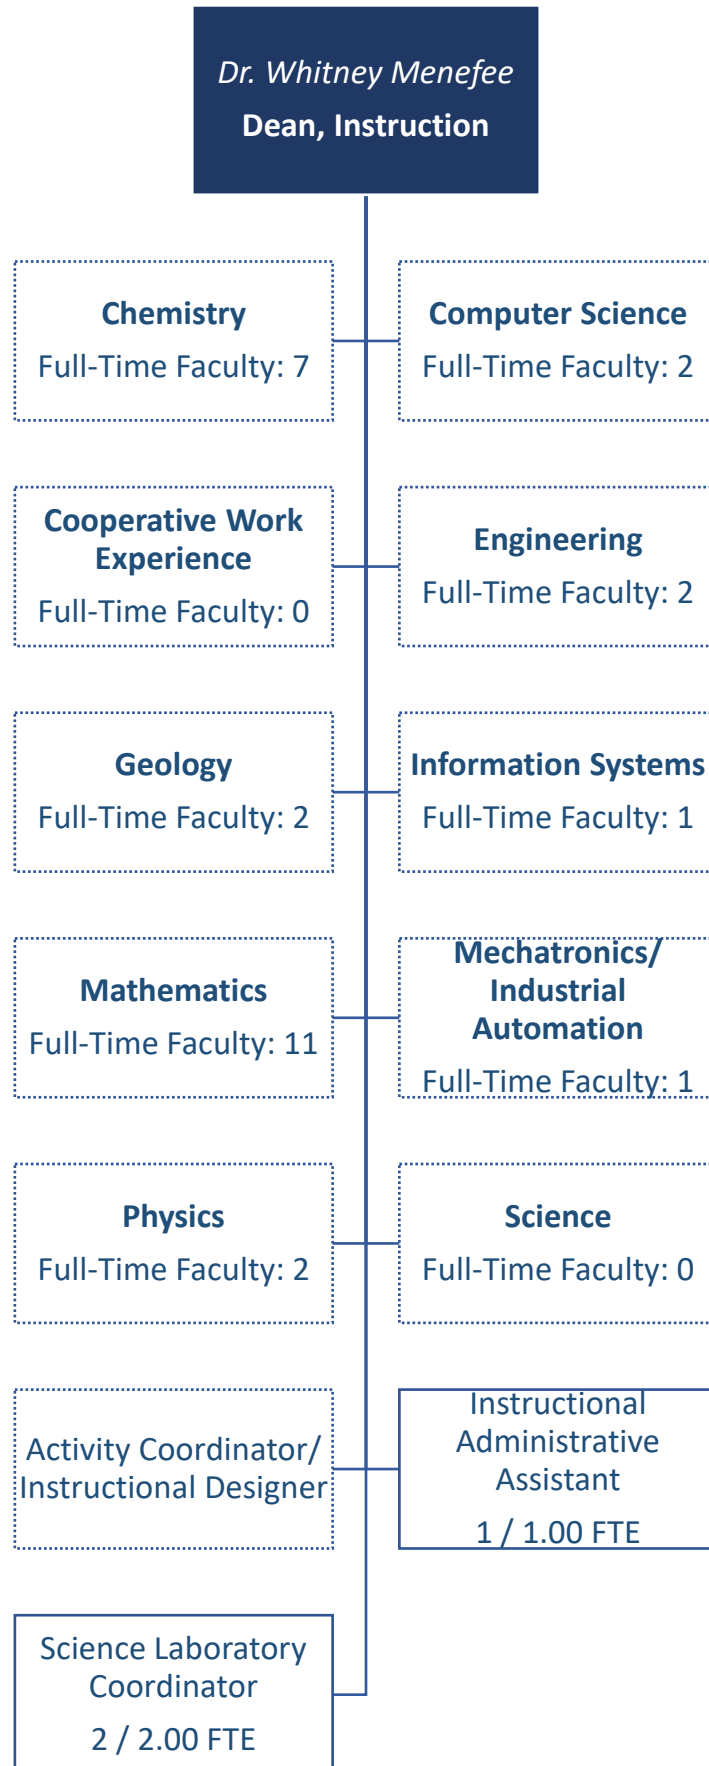 Dr. Whitney Menefee
Dean, Instruction
Chemistry
Full-Time Faculty: 7
Computer Science
Full-Time Faculty: 2
Cooperative Work
Experience
Full-Time Faculty: 0
Engineering
Full-Time Faculty: 2
Geology
Full-Time Faculty: 2
Information Systems
Full-Time Faculty: 1
Mathematics
Full-Time Faculty: 11
Mechatronics/
Industrial
Automation
Full-Time Faculty: 1
Physics
Full-Time Faculty: 2
Science
Full-Time Faculty: 0
Activity Coordinator/
Instructional Designer
Instructional
Administrative
Assistant
1 / 1.00 FTE
Science Laboratory
Coordinator
2 / 2.00 FTE